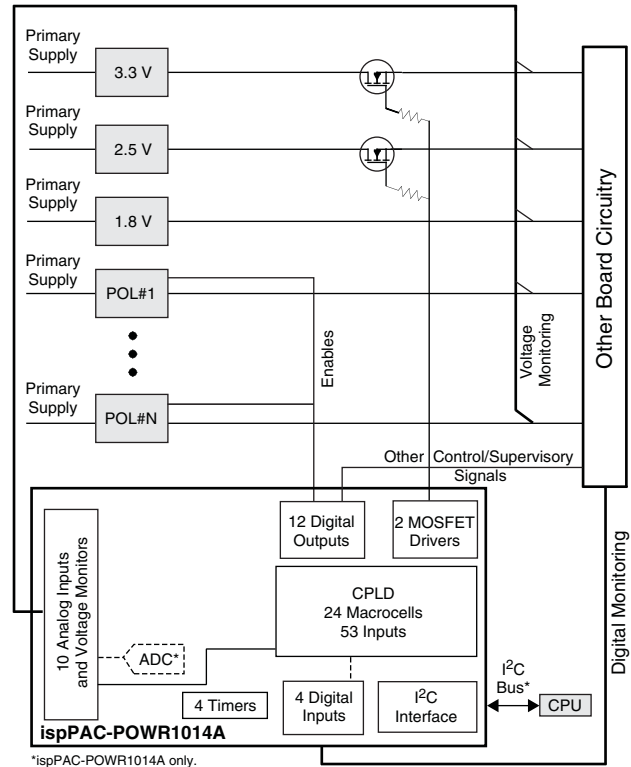 Primary
Supply
3.3 V
Primary
Supply
2.5 V
Primary
Supply
1.8 V
Primary
Supply
POL#1
Primary
Supply
POL#N
Enables
Voltage
Monitoring
Other Board Circuitry
Other Control/Supervisory
Signals
12 Digital
Outputs
2 MOSFET
Drivers
10 Analog Inputs
and Voltage Monitors
CPLD
24 Macrocells
53 Inputs
ADC*
4 Timers
4 Digital
Inputs
I2C
Interface
I2C
Bus*
CPU
Digital Monitoring
ispPAC-POWR1014A
*ispPAC-POWR1014A only.